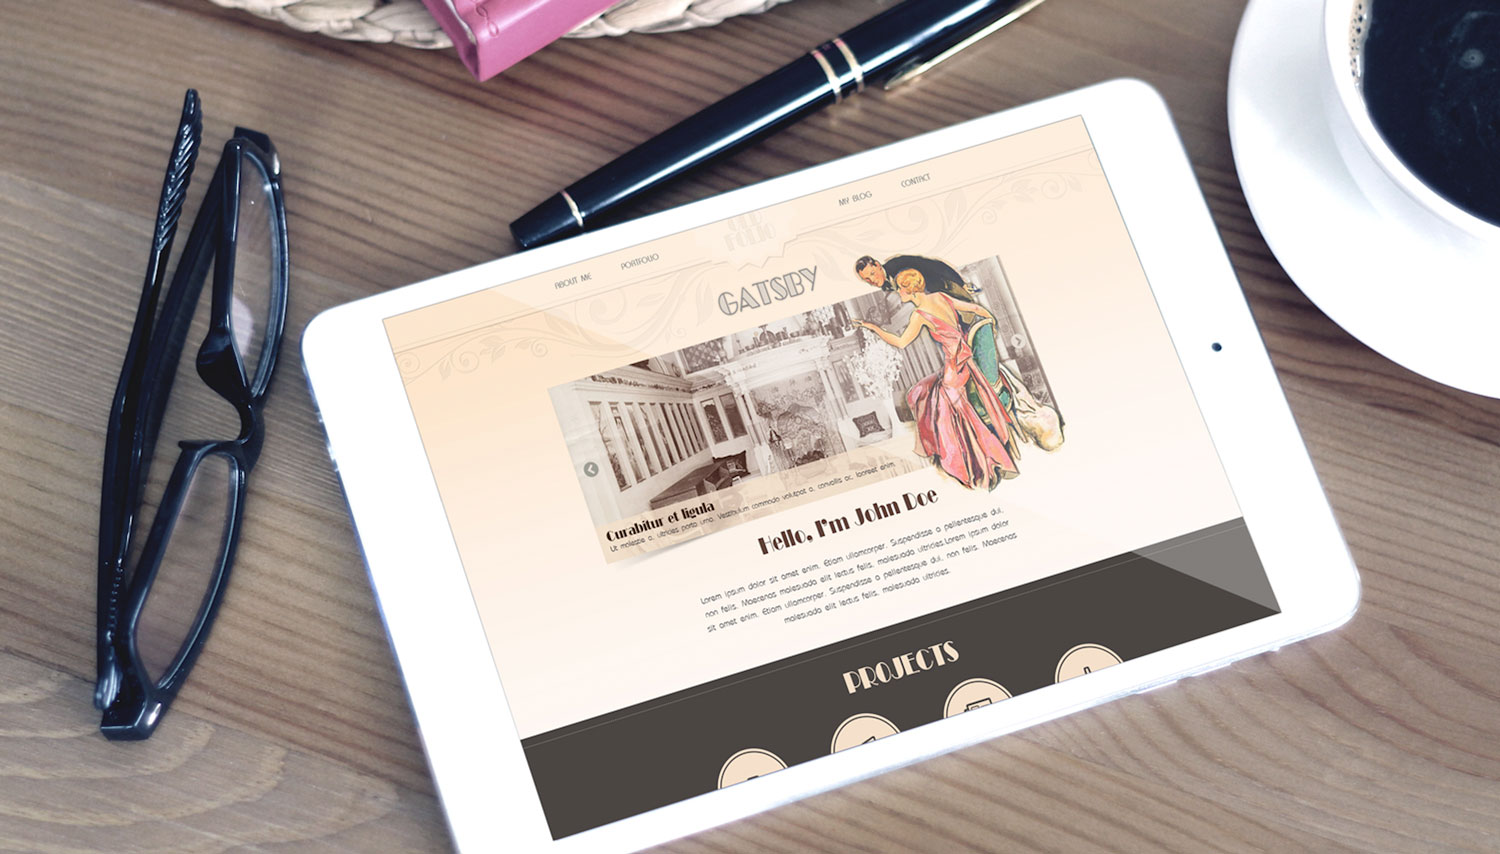 ABOUT ME
PORTFOLIO
OLD
FOLIO
MY BLOG
CONTACT
GATSBY
Curabitur et ligula
Ut molestie a, ultricies porta urna. Vestibulum commodo volutpat a, convallis ac, laoreet enim.
Hello, I'm John Doe
Lorem ipsum dolor sit amet enim. Etiam ullamcorper. Suspendisse a pellentesque dui,
non felis. Maecenas malesuada elit lectus felis, malesuada ultricies.Lorem ipsum dolor
sit amet enim. Etiam ullamcorper. Suspendisse a pellentesque dui, non felis. Maecenas
malesuada elit lectus felis, malesuada ultricies.
PROJECTS